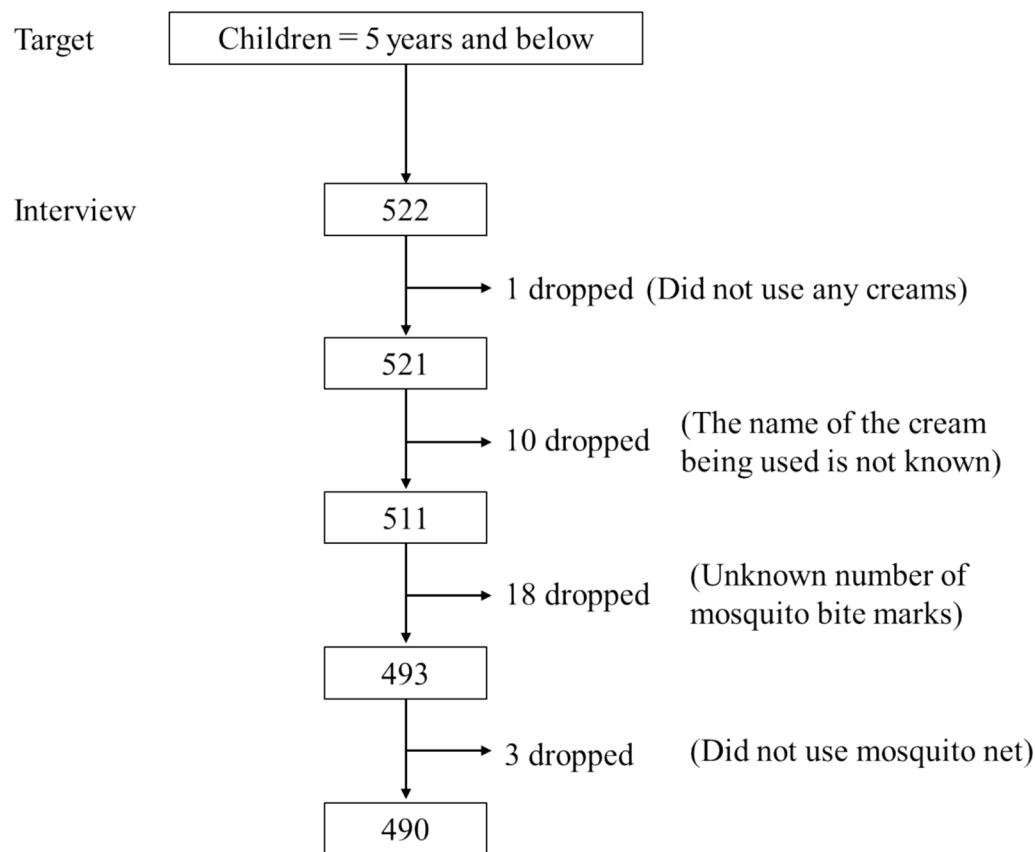 Target
Children = 5 years and below
Interview
522
1 dropped (Did not use any creams)
521
10 dropped
(The name of the cream
being used is not known)
511
18 dropped
(Unknown number of
mosquito bite marks)
493
3 dropped
(Did not use mosquito net)
490